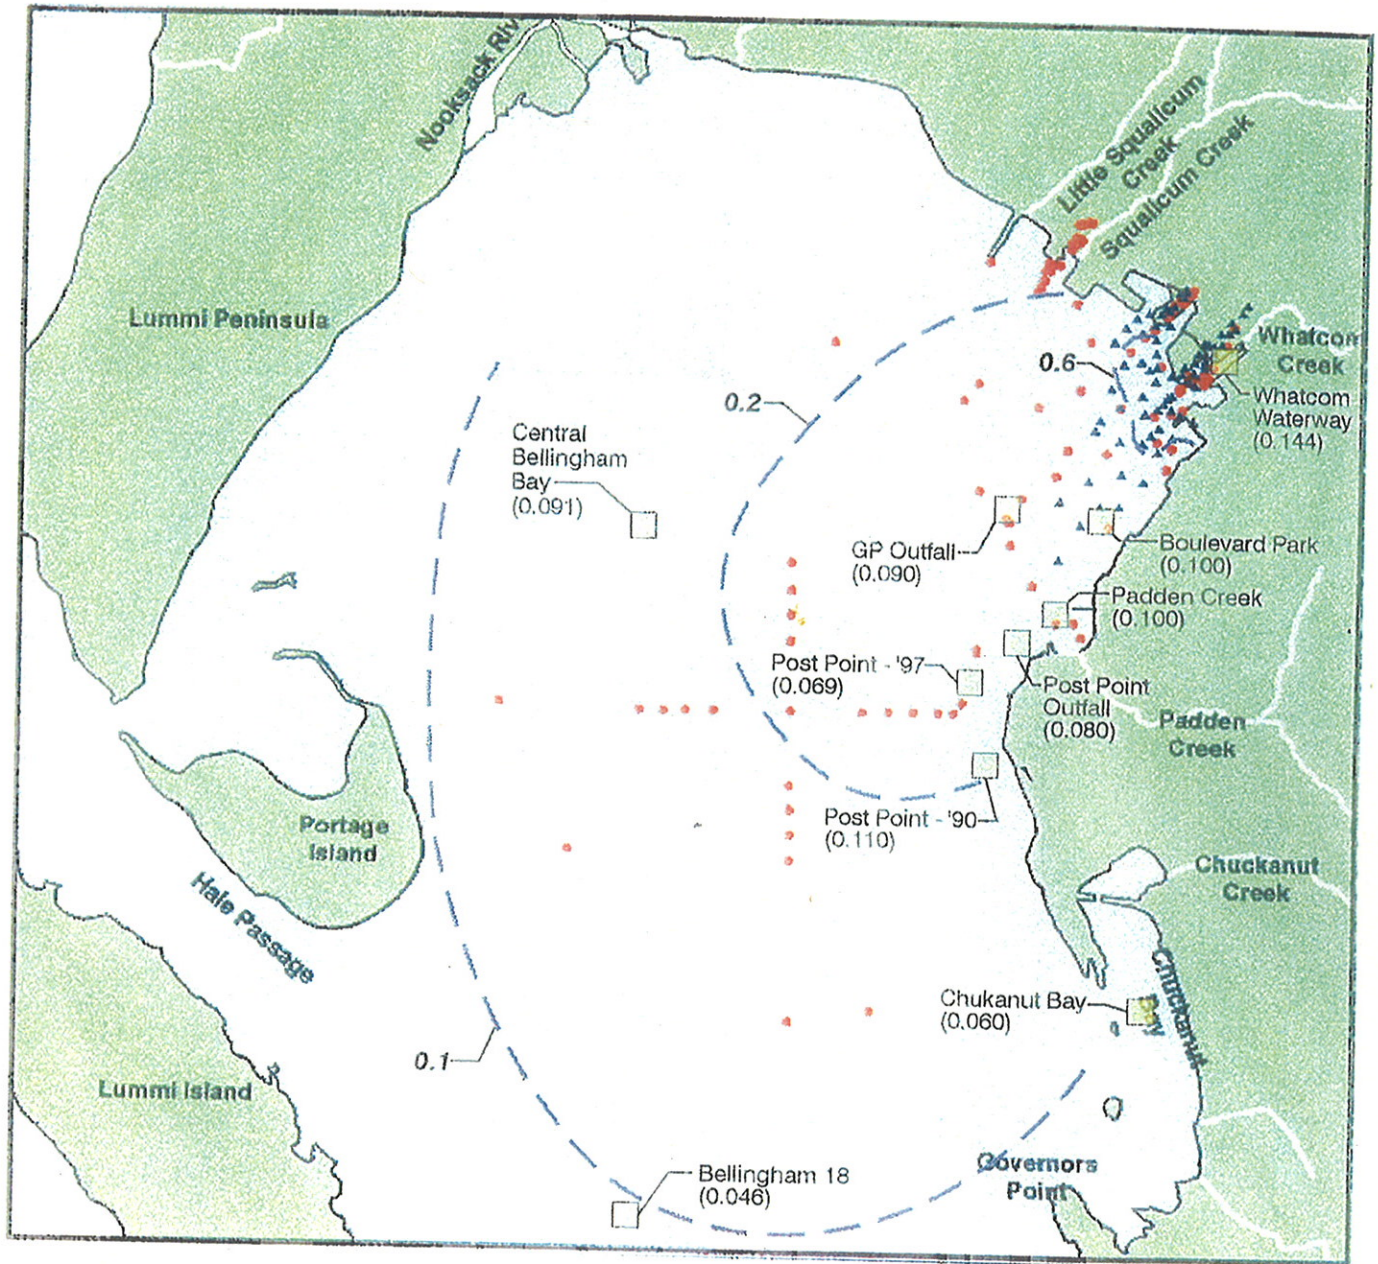 Nooksack Riv
Little Squalicum
Creek
Squalicum Creek
Lummi Peninsula
Whatcom
Creek
0.6
Whatcom
Waterway
(0.144)
0.2
Central
Bellingham
Bay
(0.091)
GP Outfall
(0.090)
Boulevard Park
(0.100)
Padden Creek
(0.100)
Post Point - '97
(0.069)
Post Point
Outfall
(0.080)
Padden
Creek
Post Point - '90
(0.110)
Portage
Island
Chuckanut
Creek
Hale Passage
Chukanut Bay
(0.060)
Chuckanut
Bay
0.1
Lummi Island
Bellingham 18
(0.046)
Governors
Point